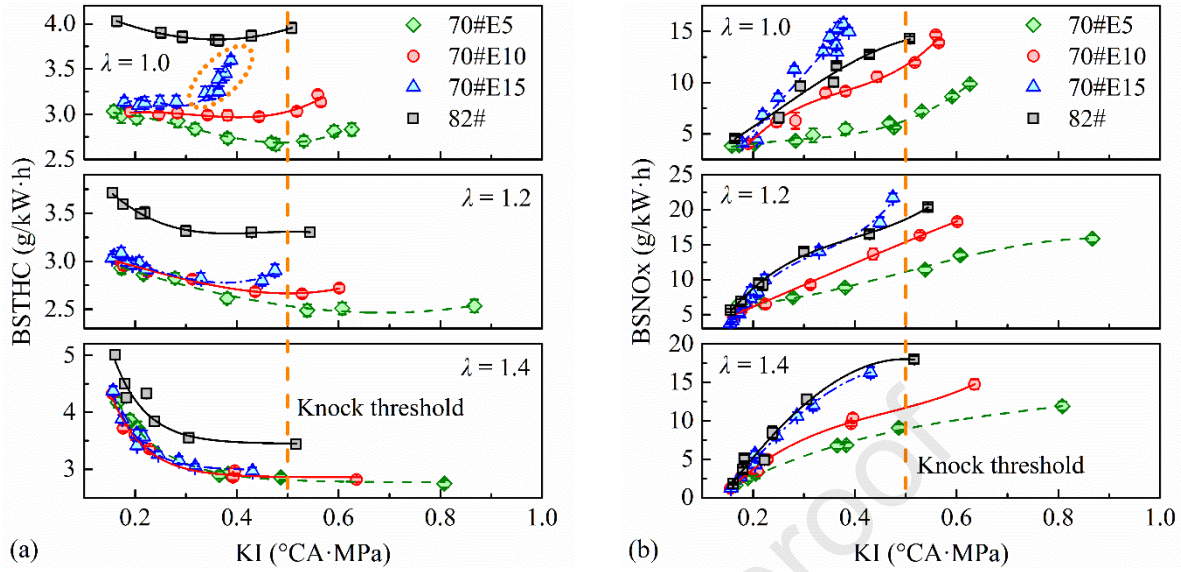 4.0
3.5
3.0
2.5
λ = 1.0
70#E5
70#E10
70#E15
82#
BSTHC (g/kW·h)
3.5
3.0
2.5
λ = 1.2
5
4
3
λ = 1.4
Knock threshold
0.2 0.4 0.6 0.8 1.0
(a) KI (°CA·MPa)
15
10
5
λ = 1.0
70#E5
70#E10
70#E15
82#
BSNOx (g/kW·h)
25
20
15
10
5
λ = 1.2
20
15
10
5
0
λ = 1.4
Knock threshold
0.2 0.4 0.6 0.8 1.0
(b) KI (°CA·MPa)
proof